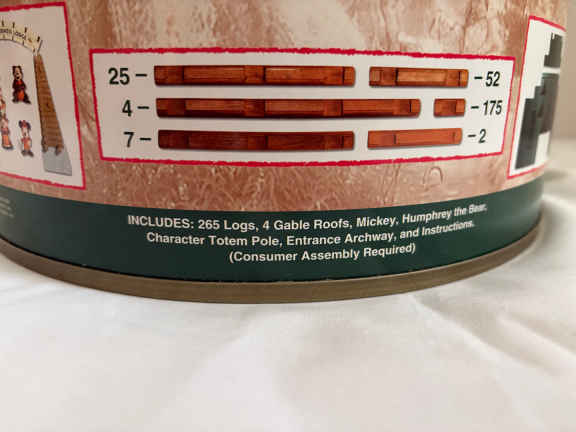 25 – – 52
4 – – 175
7 – – 2
INCLUDES: 265 Logs, 4 Gable Roofs, Mickey, Humphrey the Bear,
Character Totem Pole, Entrance Archway, and Instructions.
(Consumer Assembly Required)